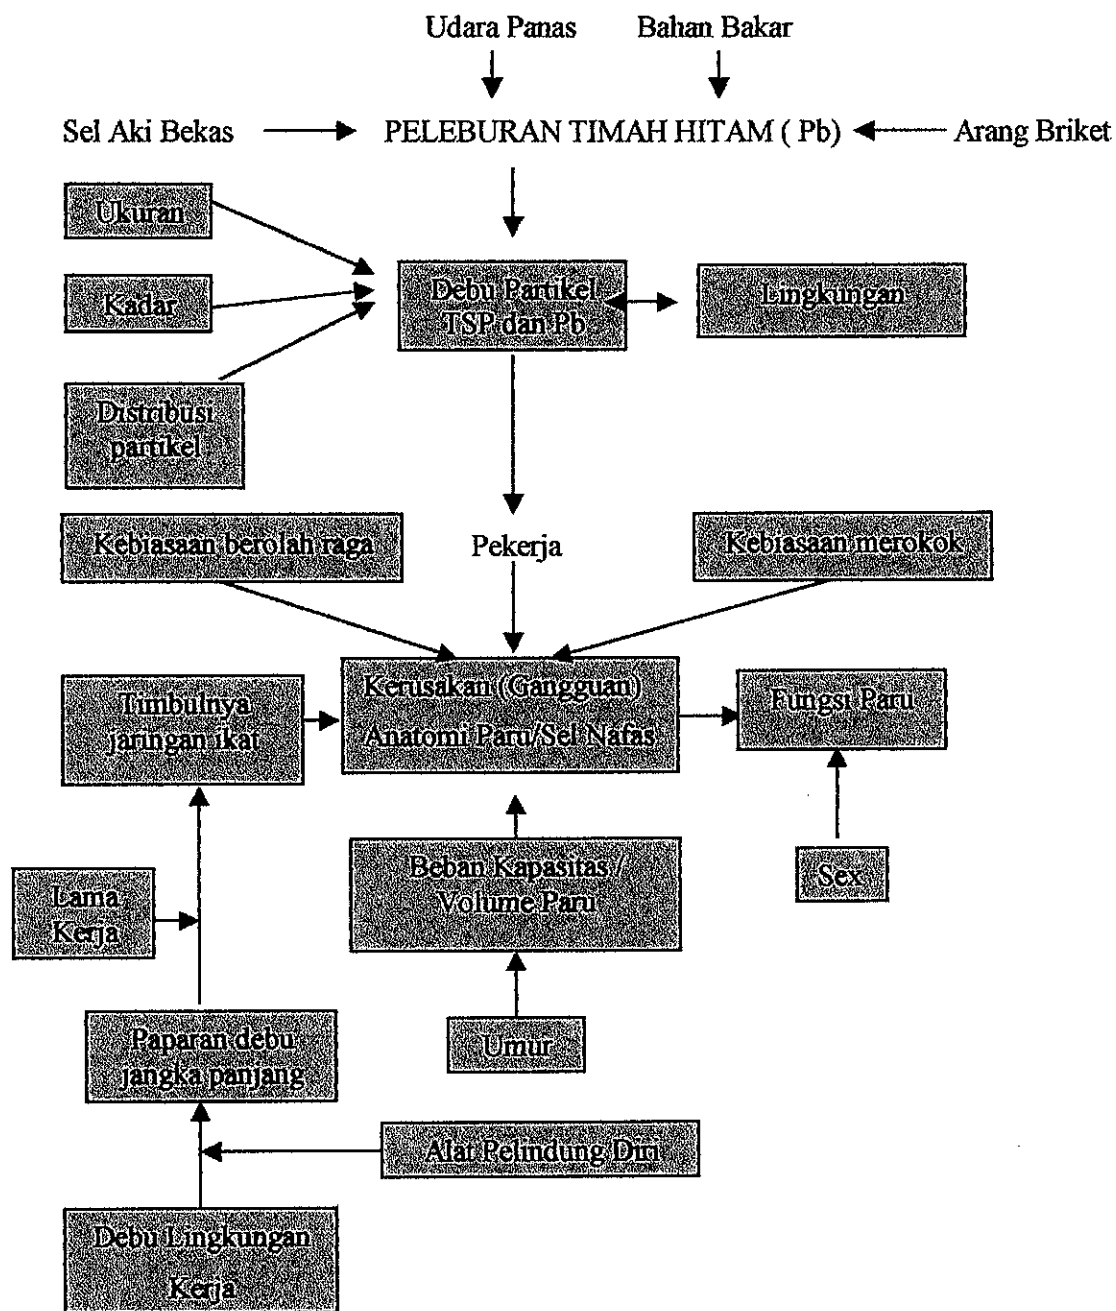 Udara Panas
Bahan Bakar
Sel Aki Bekas
PELEBURAN TIMAH HITAM ( Pb)
Arang Briket
Ukuran
Kadar
Debu Partikel
TSP dan Pb
Lingkungan
Distribusi
partikel
Kebiasaan berolah raga
Pekerja
Kebiasaan merokok
Timbulnya
jaringan ikat
Kerusakan (Gangguan)
Anatomi Paru/Sel Nafas
Fungsi Paru
Lama
Kerja
Beban Kapasitas /
Volume Paru
Sex
Paparan debu
jangka panjang
Umur
Alat Pelindung Diri
Debu Lingkungan
Kerja